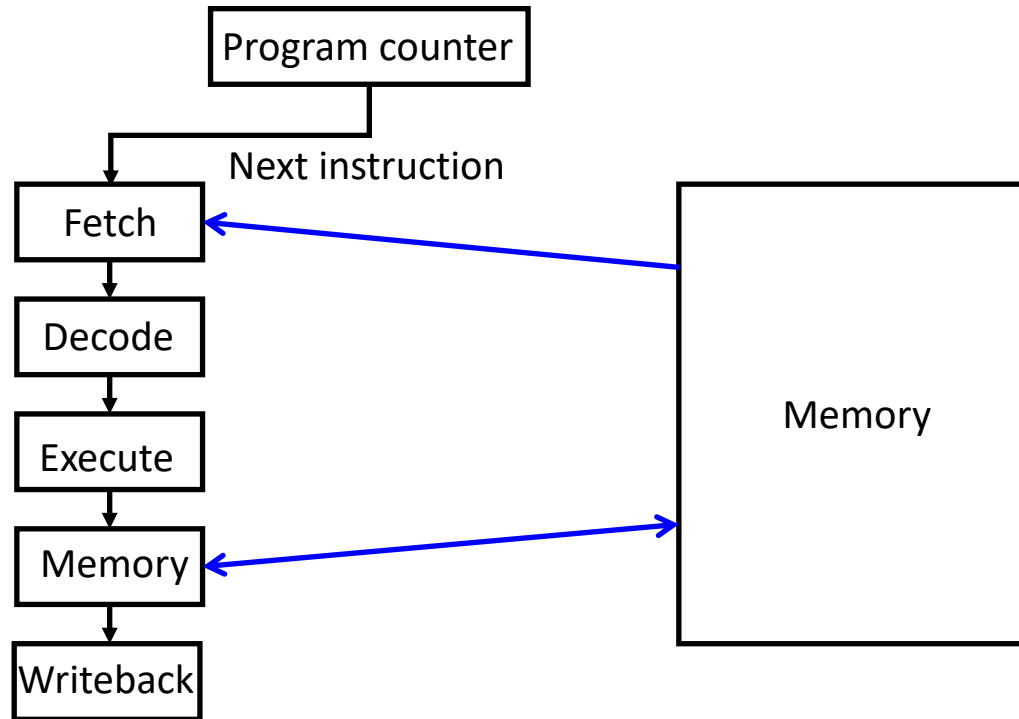 Program counter
Next instruction
Fetch
Decode
Execute
Memory
Writeback
Memory